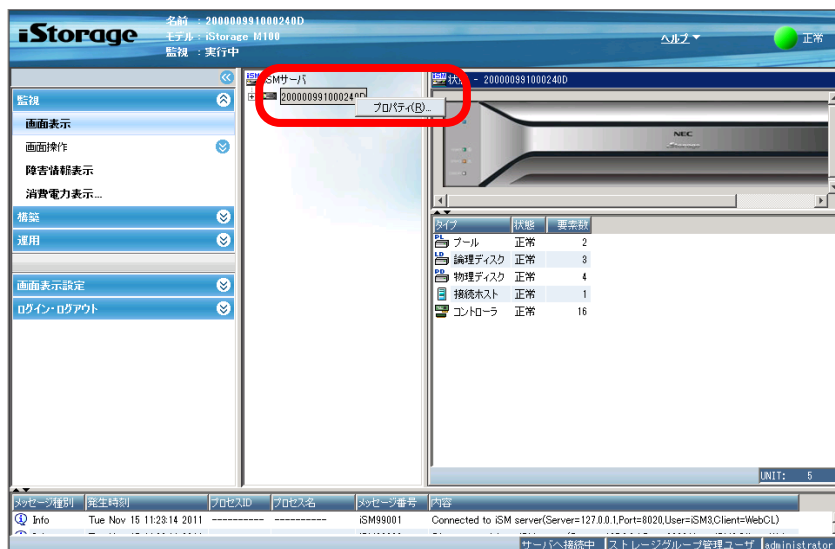 iStorage
名前 : 200000991000240D
モデル : iStorage M100
監視 : 実行中
ヘルプ
正常
監視
画面表示
画面操作
障害情報表示
消費電力表示...
構築
運用
画面表示設定
ログイン・ログアウト
iSMサーバ
200000991000240D
プロパティ(R)...
状態 - 200000991000240D
NEC
タイプ 状態 要素数
プール 正常 2
論理ディスク 正常 3
物理ディスク 正常 4
接続ホスト 正常 1
コントローラ 正常 16
UNIT: 5
メッセージ種別 発生時刻 プロセスID プロセス名 メッセージ番号 内容
Info Tue Nov 15 11:23:14 2011 ---------- ---------- iSM99001 Connected to iSM server(Server=127.0.0.1,Port=8020,User=iSM3,Client=WebGUI)
サーバへ接続中 ストレージグループ管理ユーザ administrator